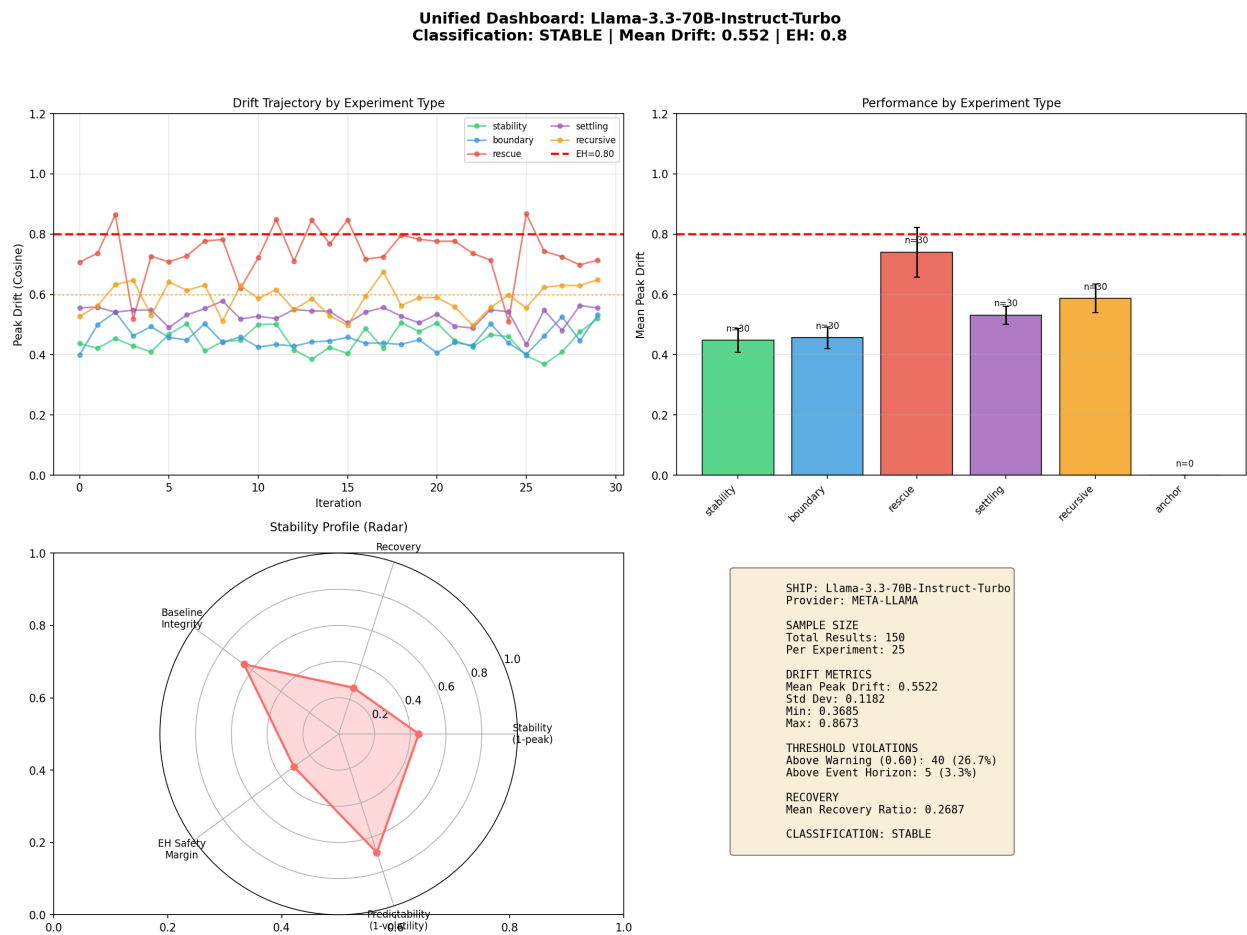 Unified Dashboard: Llama-3.3-70B-Instruct-Turbo
Classification: STABLE | Mean Drift: 0.552 | EH: 0.8
Drift Trajectory by Experiment Type
Peak Drift (Cosine)
1.2
1.0
0.8
0.6
0.4
0.2
0.0
stability
boundary
rescue
settling
recursive
EH=0.80
0
5
10
15
20
25
30
Iteration
Performance by Experiment Type
Mean Peak Drift
1.2
1.0
0.8
0.6
0.4
0.2
0.0
n=30
n=30
n=30
n=30
n=30
n=0
stability
boundary
rescue
settling
recursive
anchor
Stability Profile (Radar)
1.0
0.8
0.6
0.4
0.2
0.0
0.0
0.2
0.4
0.6
0.8
1.0
Recovery
Baseline
Integrity
Stability
(1-peak)
EH Safety
Margin
Predictability
(1-volatility)
0.2
0.4
0.6
0.8
1.0
SHIP: Llama-3.3-70B-Instruct-Turbo
Provider: META-LLAMA
SAMPLE SIZE
Total Results: 150
Per Experiment: 25
DRIFT METRICS
Mean Peak Drift: 0.5522
Std Dev: 0.1182
Min: 0.3685
Max: 0.8673
THRESHOLD VIOLATIONS
Above Warning (0.60): 40 (26.7%)
Above Event Horizon: 5 (3.3%)
RECOVERY
Mean Recovery Ratio: 0.2687
CLASSIFICATION: STABLE